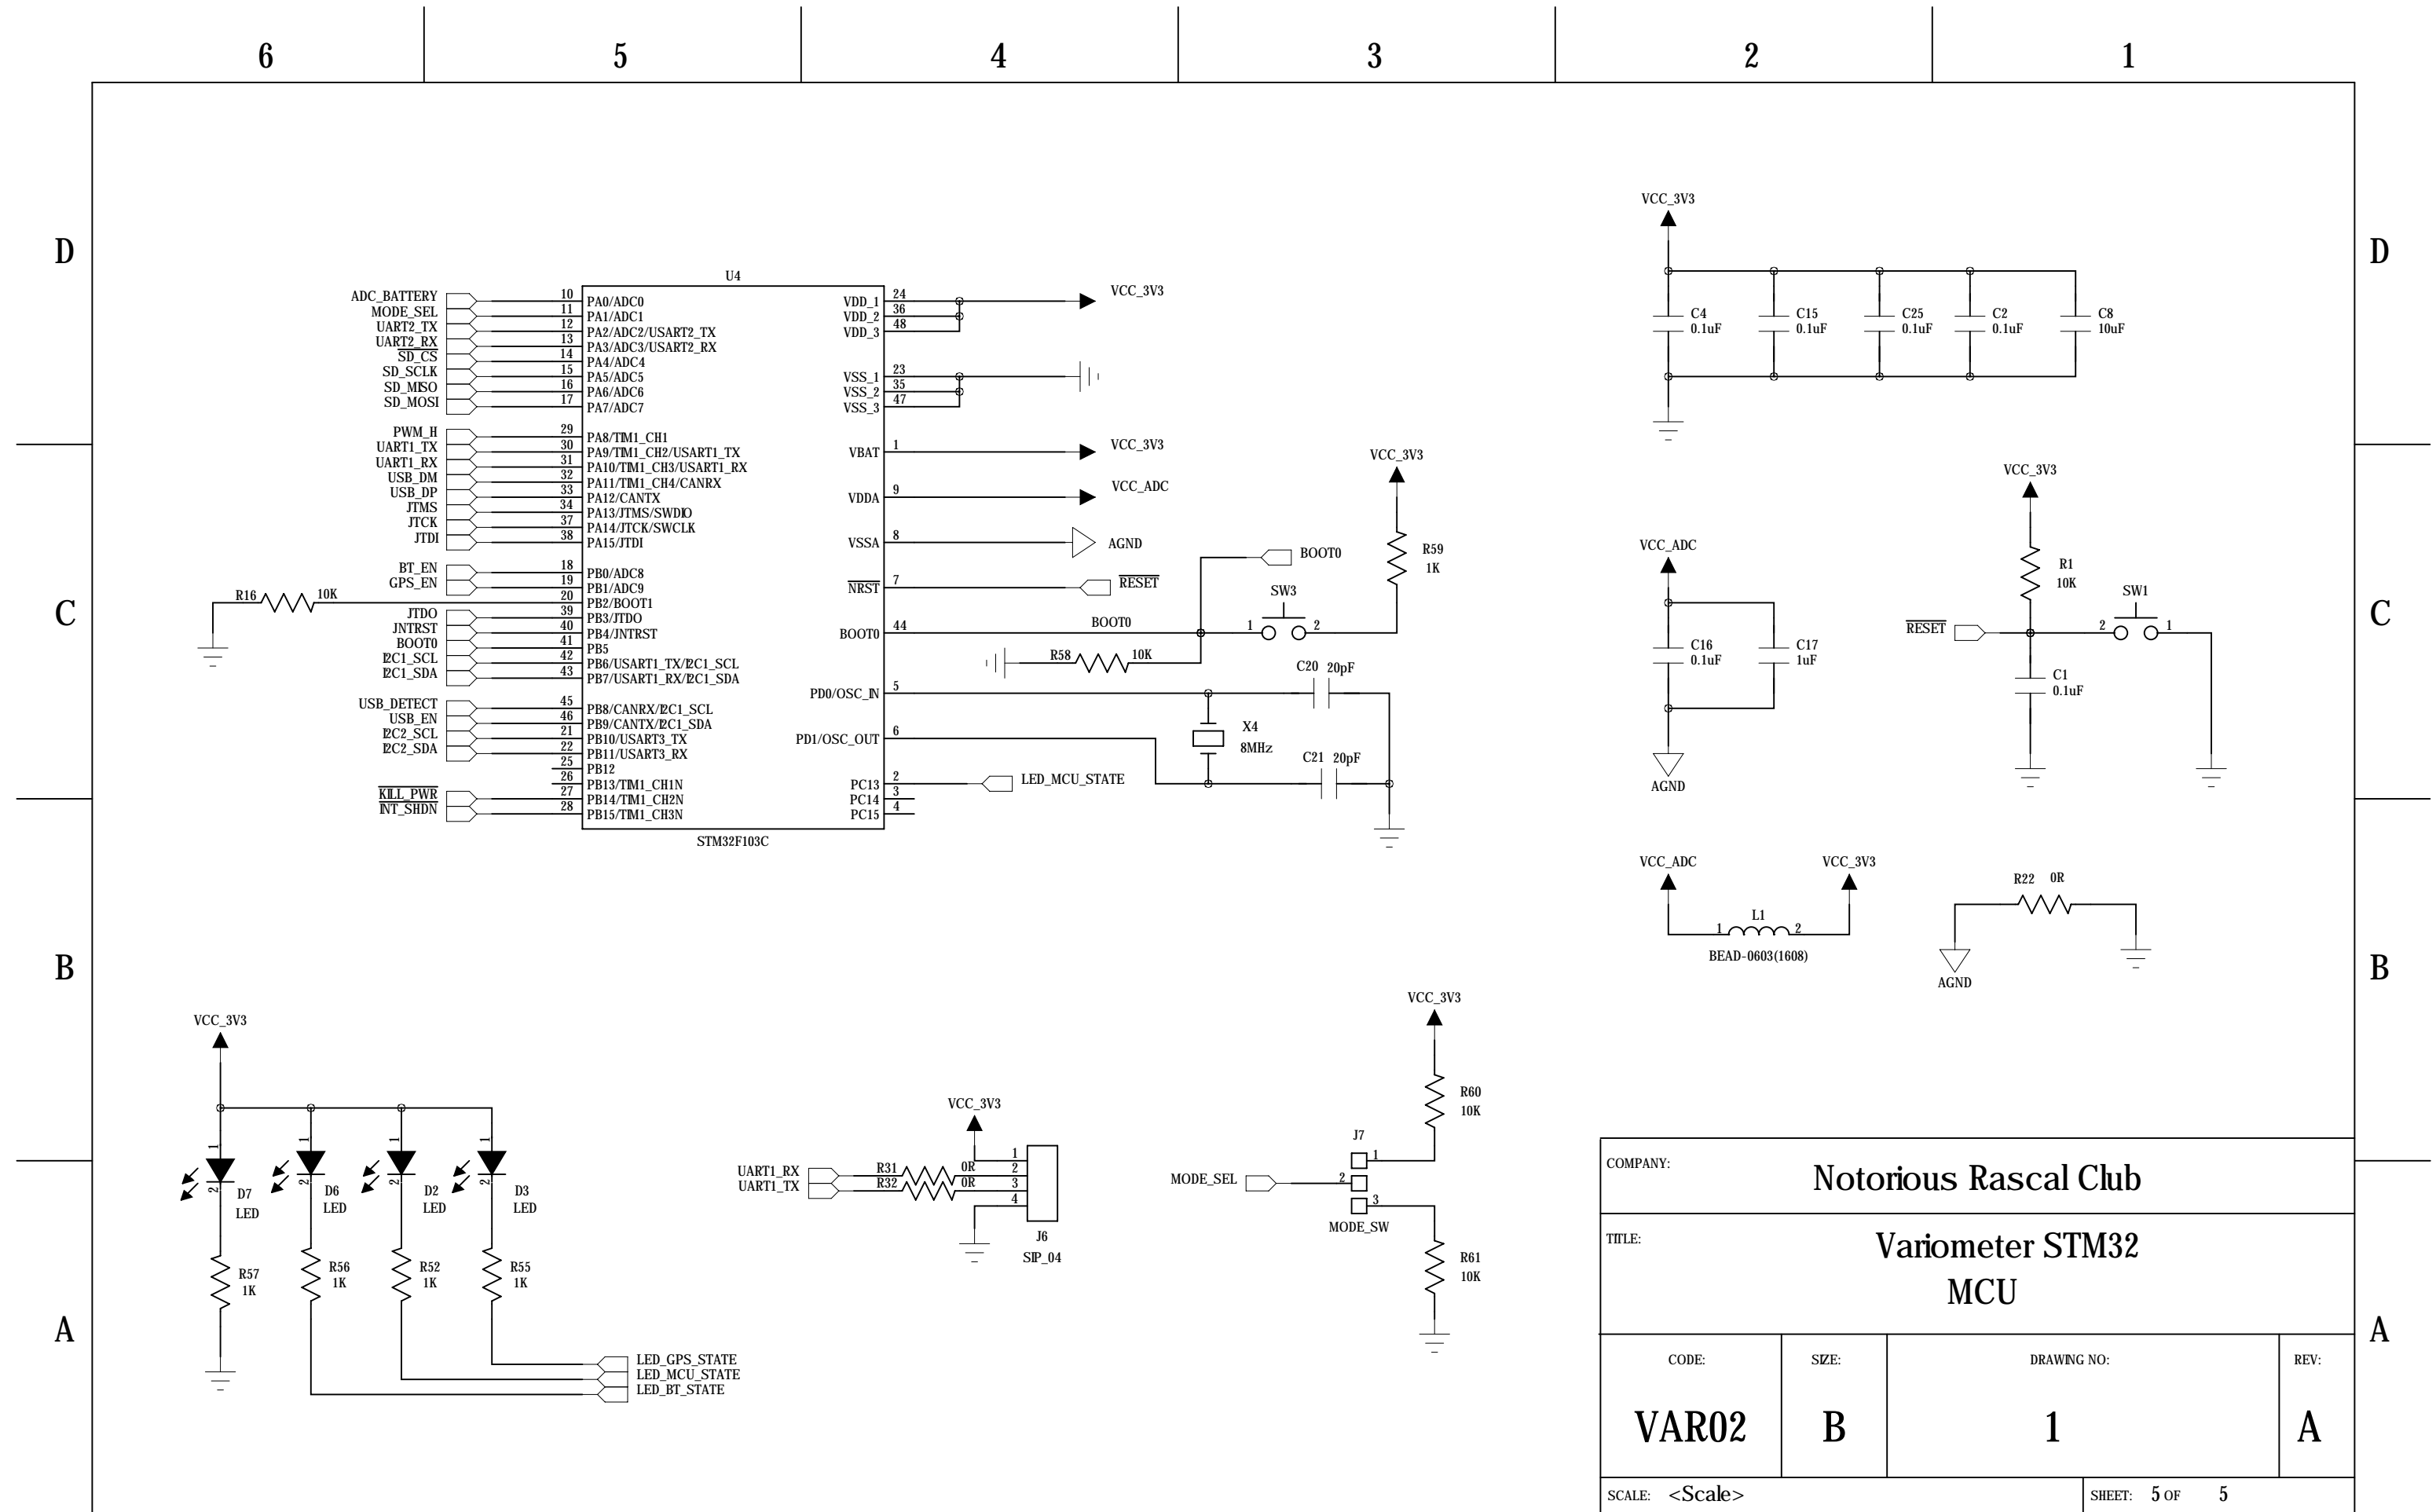 6 5 4 3 2 1
D D
C C
B B
A A
U4
ADC_BATTERY 10 PA0/ADC0
MODE_SEL 11 PA1/ADC1
UART2_TX 12 PA2/ADC2/USART2_TX
UART2_RX 13 PA3/ADC3/USART2_RX
SD_CS 14 PA4/ADC4
SD_SCLK 15 PA5/ADC5
SD_MISO 16 PA6/ADC6
SD_MOSI 17 PA7/ADC7
PWM_H 29 PA8/TIM1_CH1
UART1_TX 30 PA9/TIM1_CH2/USART1_TX
UART1_RX 31 PA10/TIM1_CH3/USART1_RX
USB_DM 32 PA11/TIM1_CH4/CANRX
USB_DP 33 PA12/CANTX
JTMS 34 PA13/JTMS/SWDIO
JTCK 37 PA14/JTCK/SWCLK
JTDI 38 PA15/JTDI
BT_EN 18 PB0/ADC8
GPS_EN 19 PB1/ADC9
R16 10K 20 PB2/BOOT1
JTDO 39 PB3/JTDO
JNTRST 40 PB4/JNTRST
BOOT0 41 PB5
I2C1_SCL 42 PB6/USART1_TX/I2C1_SCL
I2C1_SDA 43 PB7/USART1_RX/I2C1_SDA
USB_DETECT 45 PB8/CANRX/I2C1_SCL
USB_EN 46 PB9/CANTX/I2C1_SDA
I2C2_SCL 21 PB10/USART3_TX
I2C2_SDA 22 PB11/USART3_RX
25 PB12
26 PB13/TIM1_CH1N
KILL_PWR 27 PB14/TIM1_CH2N
INT_SHDN 28 PB15/TIM1_CH3N
STM32F103C
VDD_1 24 VCC_3V3
VDD_2 36
VDD_3 48
VSS_1 23
VSS_2 35
VSS_3 47
VBAT 1 VCC_3V3
VDDA 9 VCC_ADC
VSSA 8 AGND
NRST 7 RESET
BOOT0 44 BOOT0
PD0/OSC_IN 5
PD1/OSC_OUT 6
PC13 2 LED_MCU_STATE
PC14 3
PC15 4
BOOT0
VCC_3V3
R59
1K
SW3
1 2
R58 10K
C20 20pF
X4
8MHz
C21 20pF
VCC_3V3
C4 C15 C25 C2 C8
0.1uF 0.1uF 0.1uF 0.1uF 10uF
VCC_ADC
C16 C17
0.1uF 1uF
AGND
VCC_3V3
R1
10K
SW1
RESET 2 1
C1
0.1uF
VCC_ADC VCC_3V3
L1
1 2
BEAD-0603(1608)
R22 0R
AGND
VCC_3V3
1 1 1 1
2 2 2 2
D7 D6 D2 D3
LED LED LED LED
R57 R56 R52 R55
1K 1K 1K 1K
LED_GPS_STATE
LED_MCU_STATE
LED_BT_STATE
VCC_3V3
1
UART1_RX R31 0R 2
UART1_TX R32 0R 3
4
J6
SIP_04
VCC_3V3
R60
10K
J7
1
MODE_SEL 2
3
MODE_SW
R61
10K
COMPANY: Notorious Rascal Club
TITLE: Variometer STM32
MCU
CODE: SIZE: DRAWING NO: REV:
VAR02 B 1 A
SCALE: <Scale> SHEET: 5 OF 5